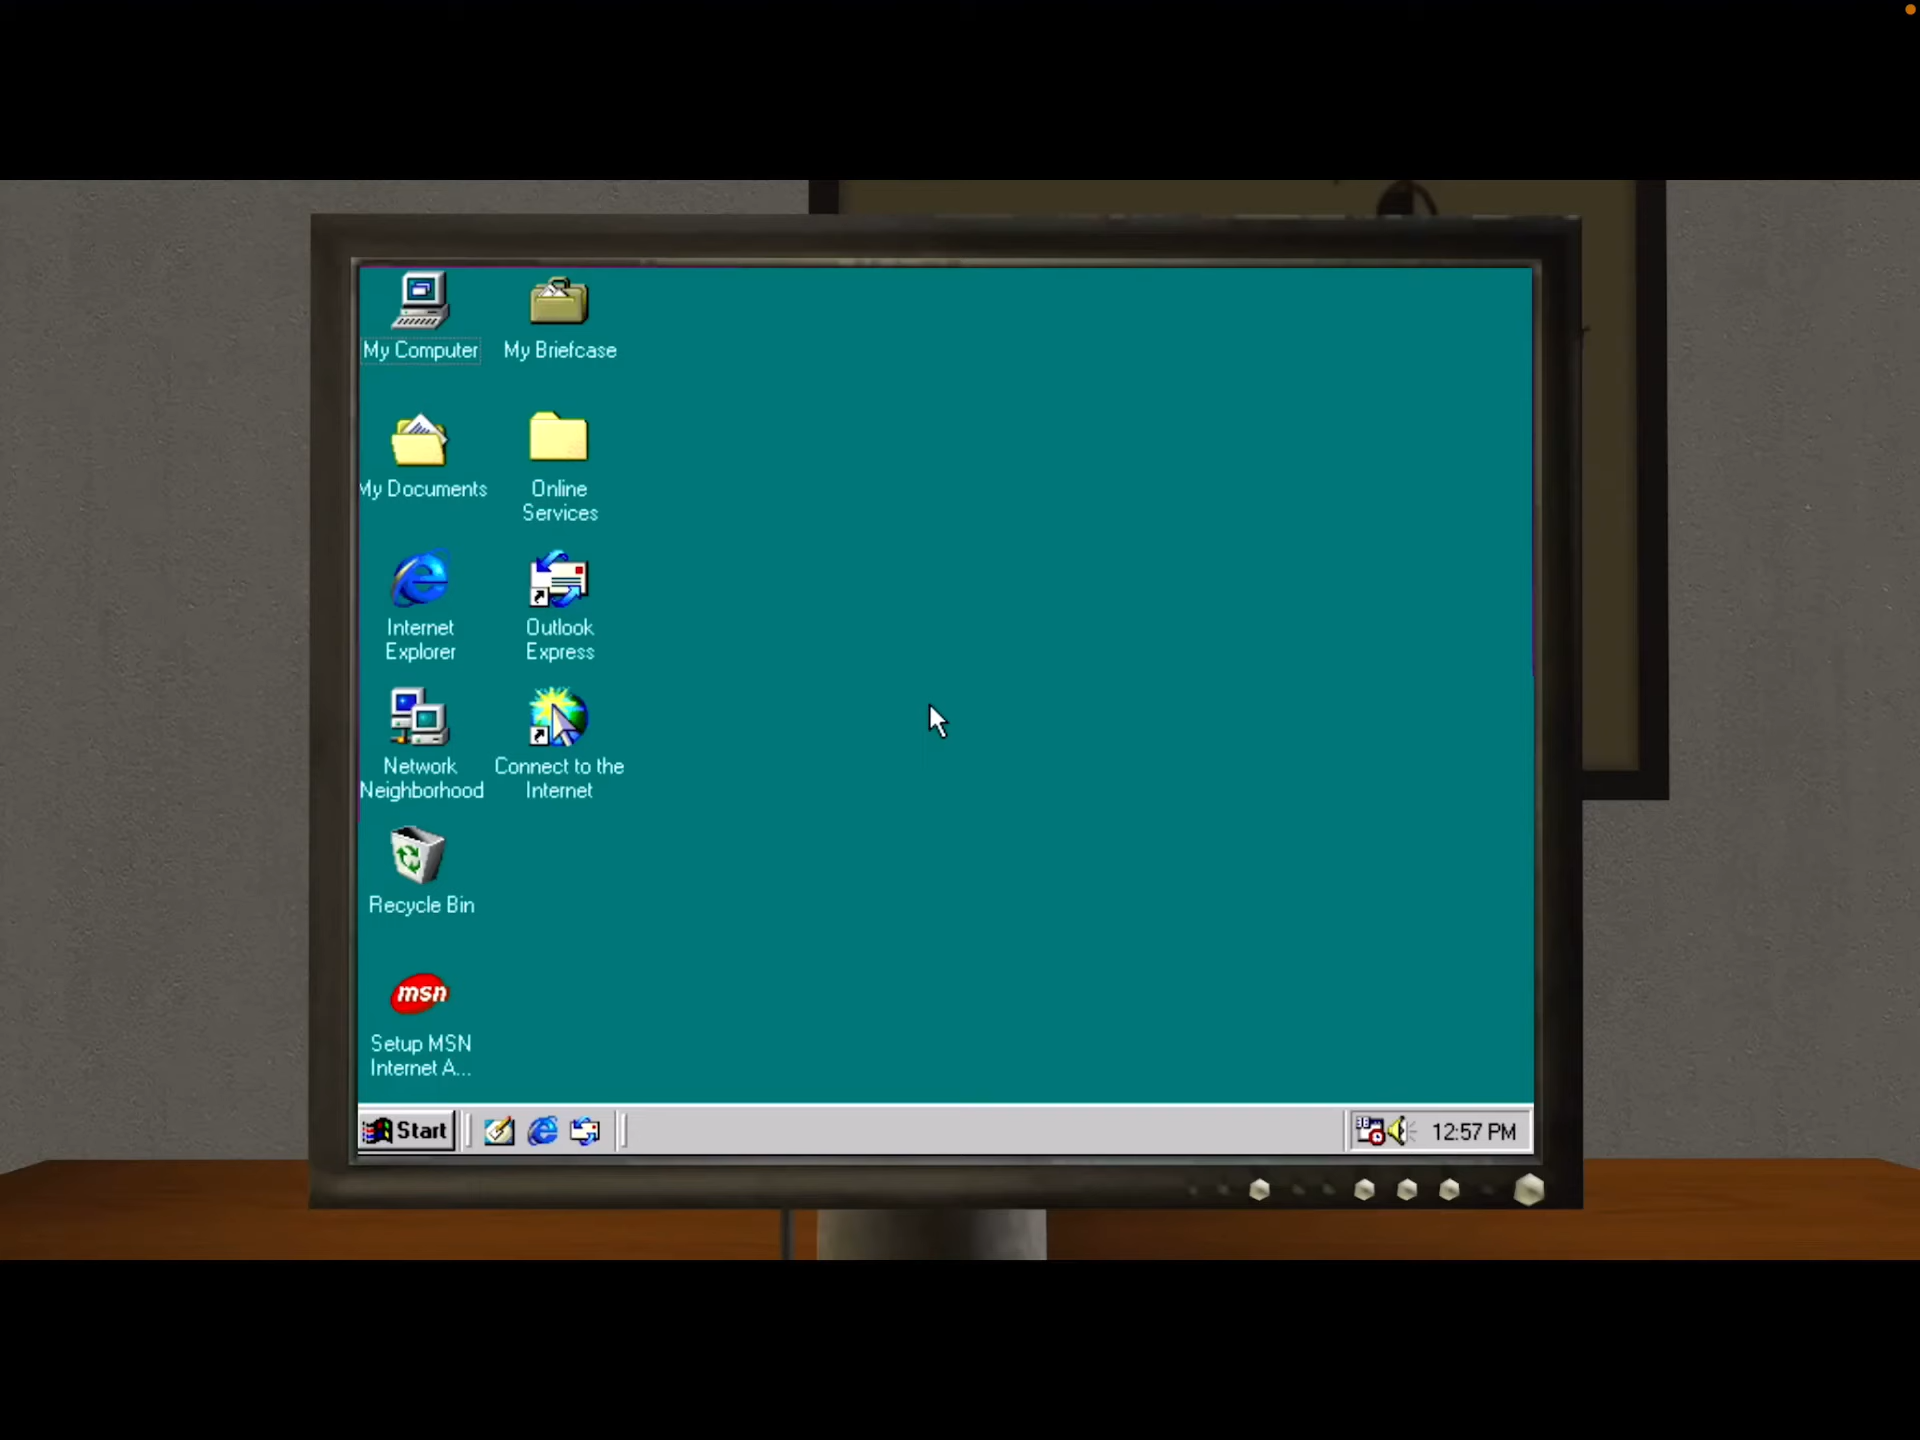 My Computer
My Briefcase
My Documents
Online
Services
Internet
Explorer
Outlook
Express
Network
Neighborhood
Connect to the
Internet
Recycle Bin
msn
Setup MSN
Internet A...
Start
12:57 PM